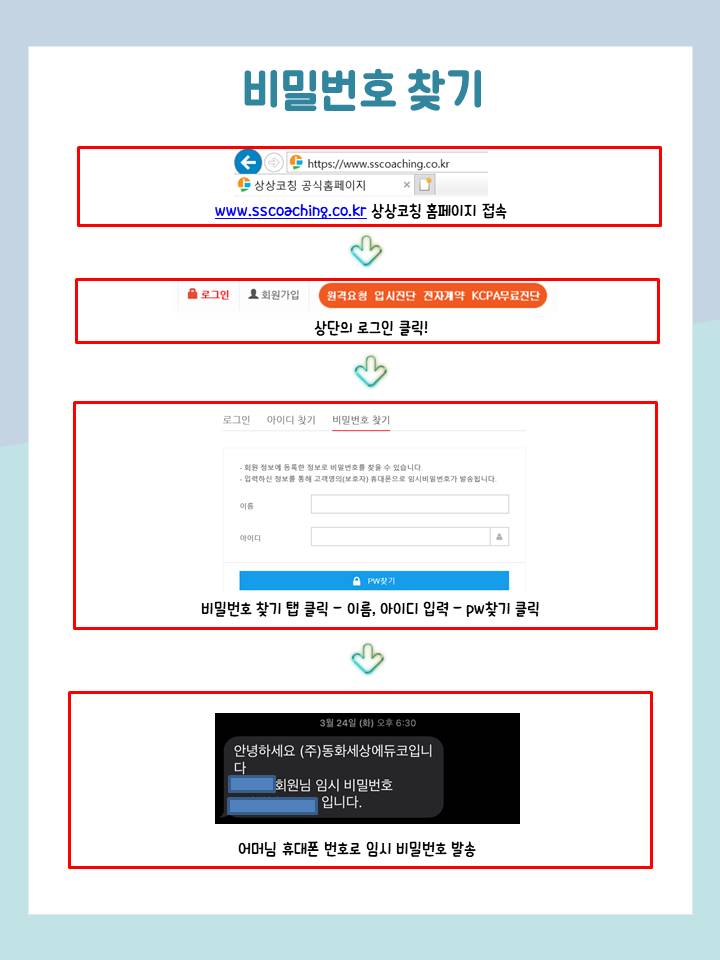 비밀번호 찾기
https://www.sscoaching.co.kr
상상코칭 공식홈페이지 ×
www.sscoaching.co.kr 상상코칭 홈페이지 접속
로그인 회원가입 원격요청 입시진단 전자계약 KCPA무료진단
상단의 로그인 클릭!
로그인 아이디 찾기 비밀번호 찾기
- 회원 정보에 등록한 정보로 비밀번호를 찾을 수 있습니다.
- 입력하신 정보를 통해 고객명의(보호자) 휴대폰으로 임시비밀번호가 발송됩니다.
이름
아이디
PW찾기
비밀번호 찾기 탭 클릭 - 이름, 아이디 입력 - pw찾기 클릭
3월 24일 (화) 오후 6:30
안녕하세요 (주)동화세상에듀코입니
다
회원님 임시 비밀번호
입니다.
어머님 휴대폰 번호로 임시 비밀번호 발송